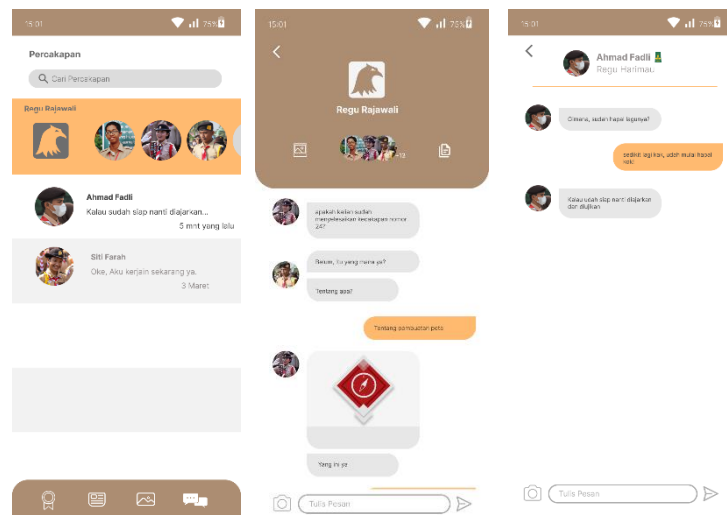 15:01
75%
Percakapan
Cari Percakapan
Regu Rajawali
Ahmad Fadli
Kalau sudah siap nanti diajarkan...
5 mnt yang lalu
Siti Farah
Oke, Aku kerjain sekarang ya.
3 Maret
15:01
75%
Regu Rajawali
+12
apakah kalian sudah
menyelesaikan kecakapan nomor
24?
Belum, itu yang mana ya?
Tentang apa?
Tentang pembuatan peta
Yang ini ya
Tulis Pesan
15:01
75%
Ahmad Fadli
Regu Harimau
Gimana, sudah hapal lagunya?
sedikit lagi kak, udah mulai hapal
kok!
Kalau udah siap nanti diajarkan
dan diujikan
Tulis Pesan